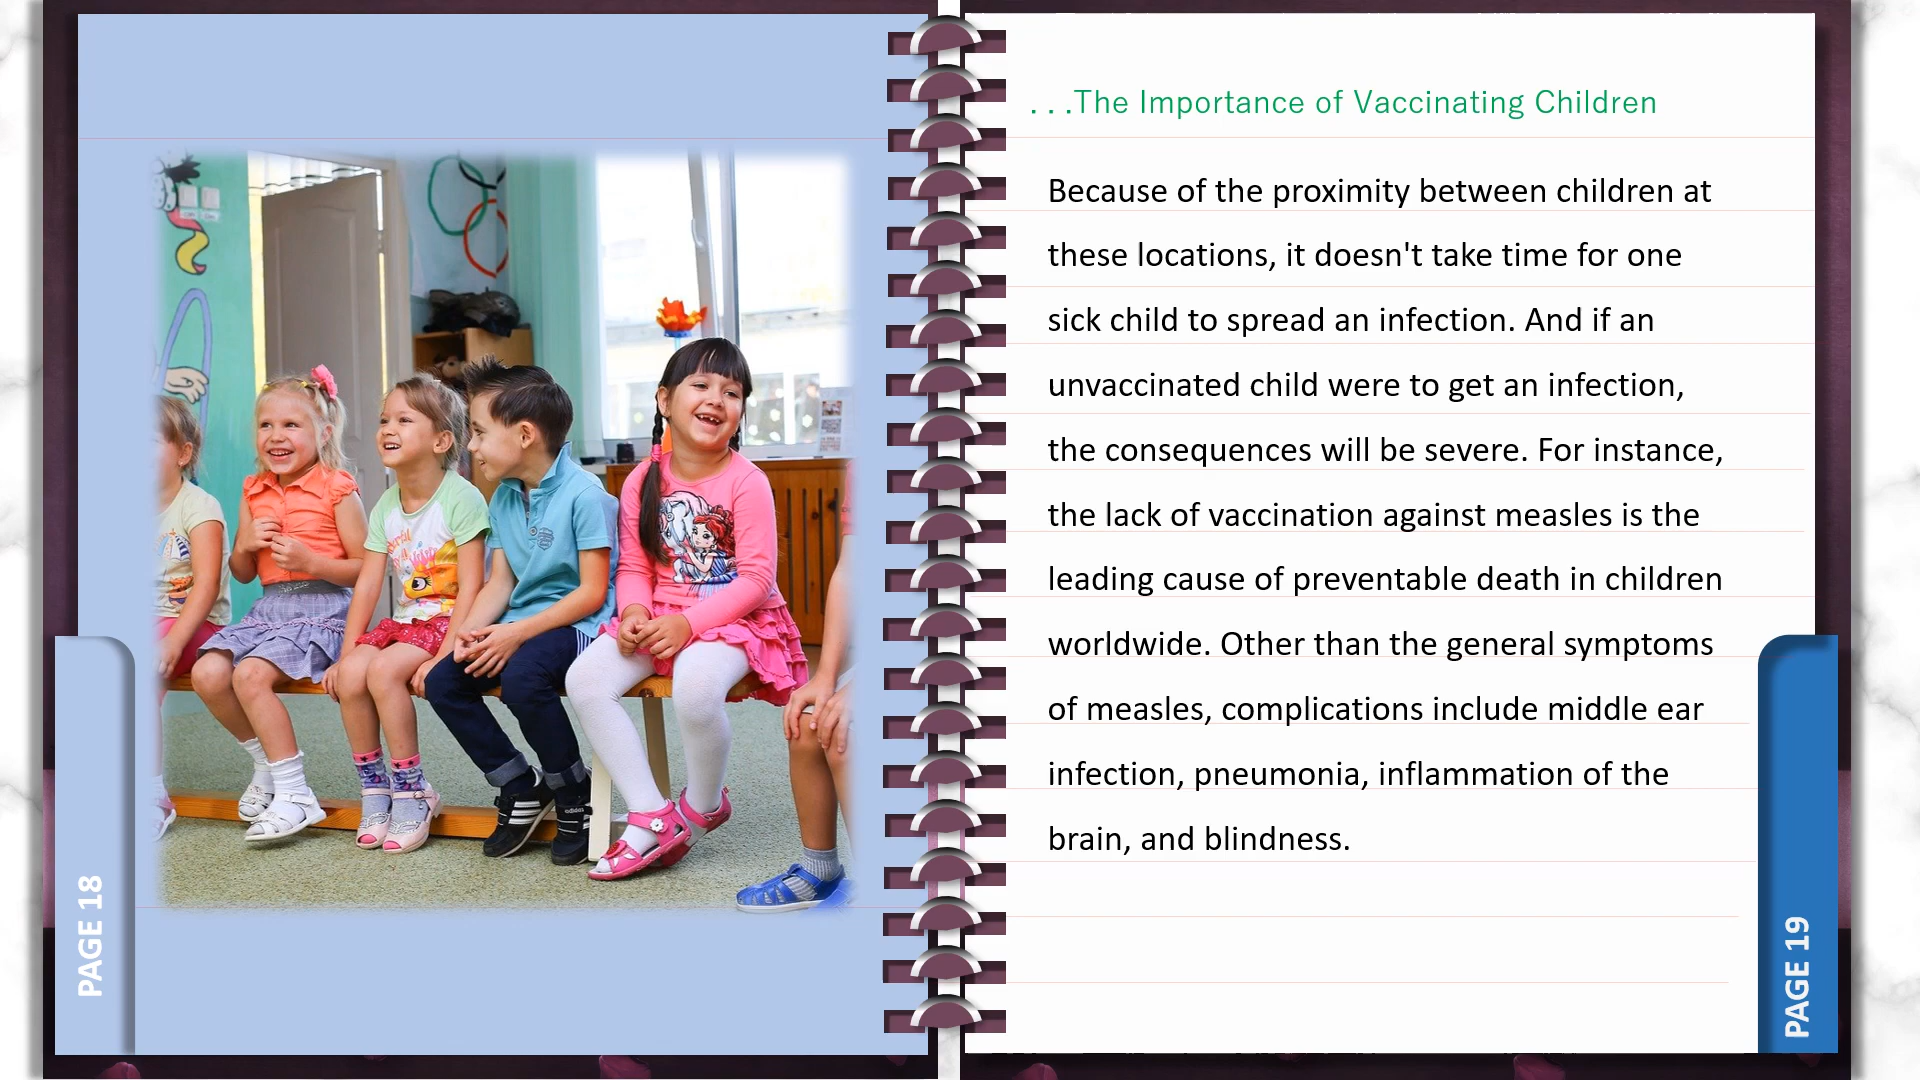 PAGE 18
. . .The Importance of Vaccinating Children
Because of the proximity between children at
these locations, it doesn't take time for one
sick child to spread an infection. And if an
unvaccinated child were to get an infection,
the consequences will be severe. For instance,
the lack of vaccination against measles is the
leading cause of preventable death in children
worldwide. Other than the general symptoms
of measles, complications include middle ear
infection, pneumonia, inflammation of the
brain, and blindness.
PAGE 19